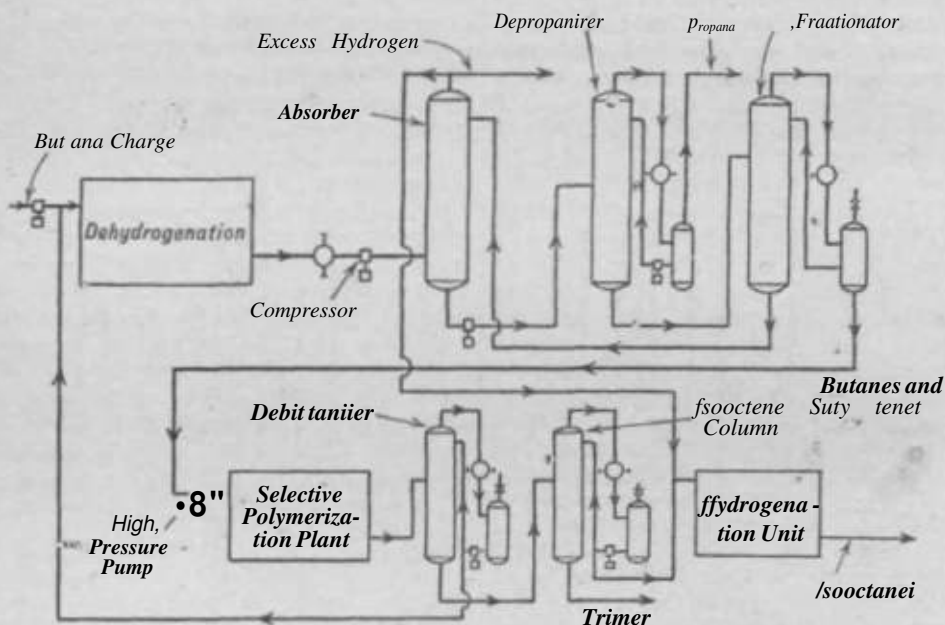 Depropanirer
propana
,Fraationator
Excess Hydrogen
Absorber
But ana Charge
Dehydrogenation
Compressor
Butanes and
Suty tenet
Debit taniier
fsooctene
Column
High,
Pressure
Pump
•8"
Selective
Polymeriza-
tion Plant
ffydrogena -
tion Unit
/sooctanei
Trimer